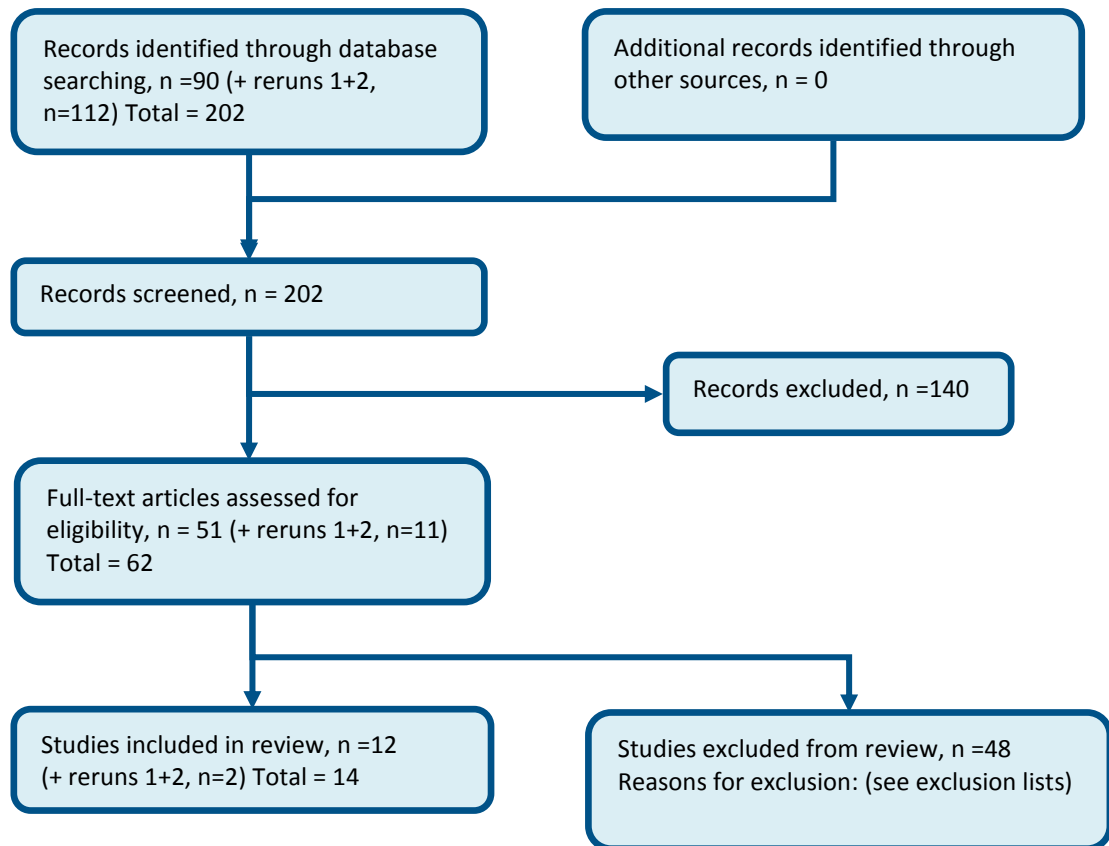 Records identified through database
searching, n =90 (+ reruns 1+2,
n=112) Total = 202
Additional records identified through
other sources, n = 0
Records screened, n = 202
Records excluded, n =140
Full-text articles assessed for
eligibility, n = 51 (+ reruns 1+2, n=11)
Total = 62
Studies included in review, n =12
(+ reruns 1+2, n=2) Total = 14
Studies excluded from review, n =48
Reasons for exclusion: (see exclusion lists)